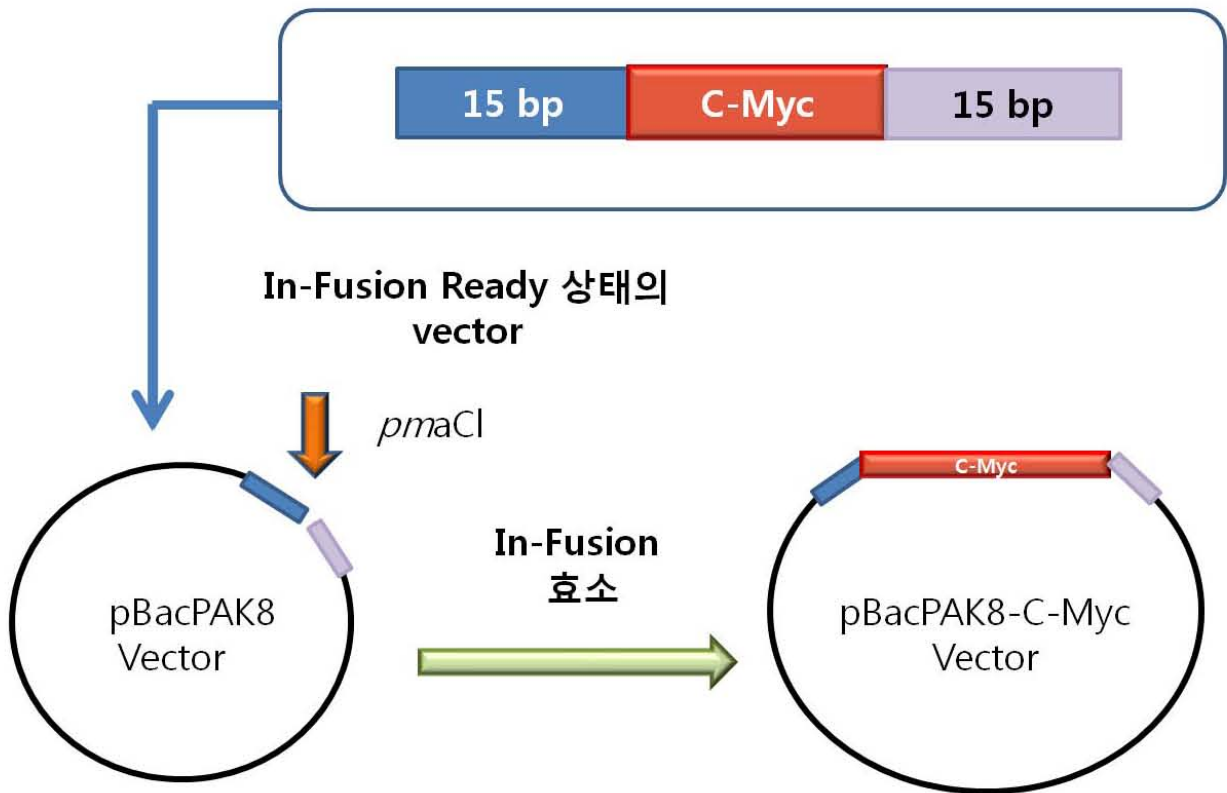 15 bp C-Myc 15 bp
In-Fusion Ready 상태의
vector
pmaCl
C-Myc
In-Fusion
효소
pBacPAK8
Vector
pBacPAK8-C-Myc
Vector